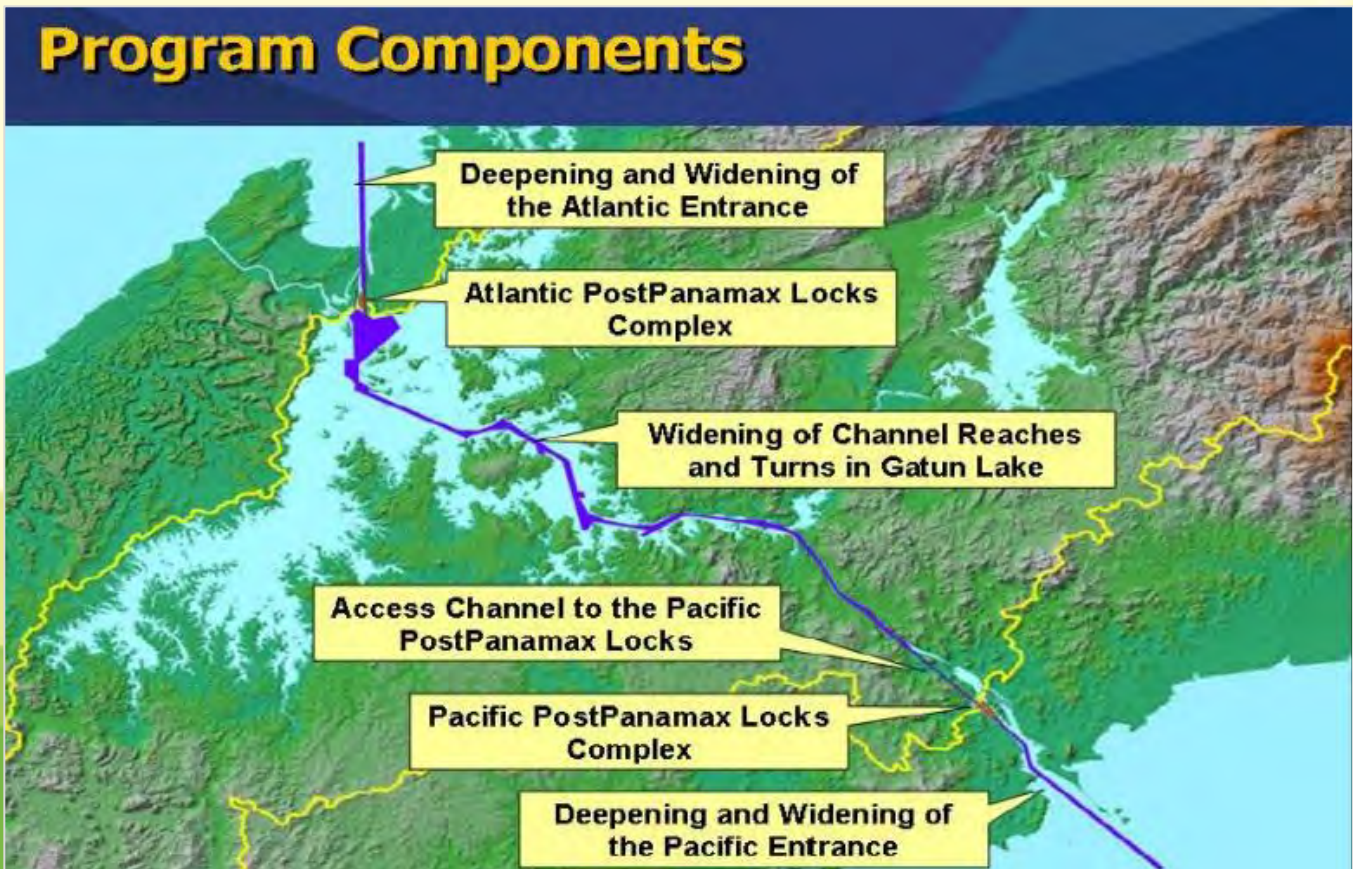 Program Components
Deepening and Widening of
the Atlantic Entrance
Atlantic PostPanamax Locks
Complex
Widening of Channel Reaches
and Turns in Gatun Lake
Access Channel to the Pacific
PostPanamax Locks
Pacific PostPanamax Locks
Complex
Deepening and Widening of
the Pacific Entrance